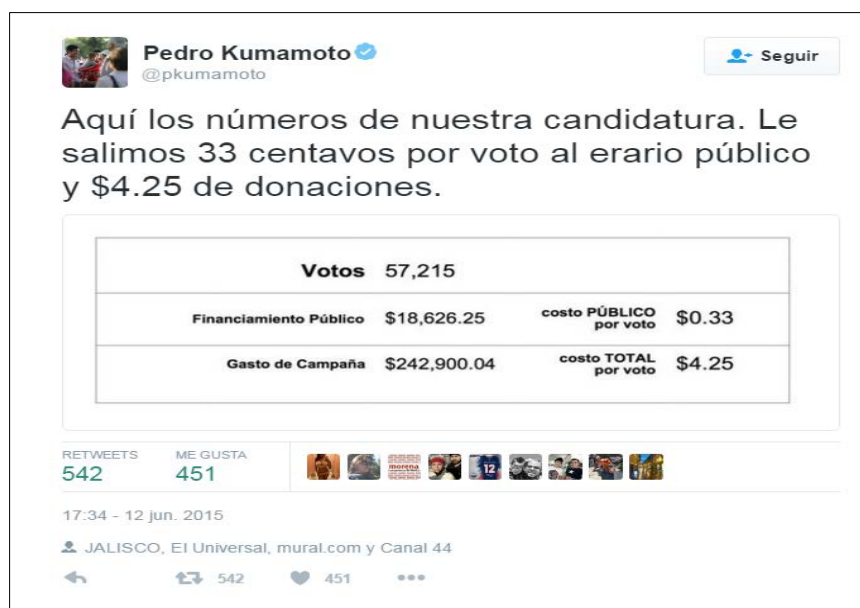 Pedro Kumamoto
@pkumamoto
Seguir
Aquí los números de nuestra candidatura. Le
salimos 33 centavos por voto al erario público
y $4.25 de donaciones.
Votos 57,215
Financiamiento Público $18,626.25 costo PÚBLICO por voto $0.33
Gasto de Campaña $242,900.04 costo TOTAL por voto $4.25
RETWEETS ME GUSTA
542 451
morena
12
17:34 - 12 jun. 2015
JALISCO, El Universal, mural.com y Canal 44
542 451